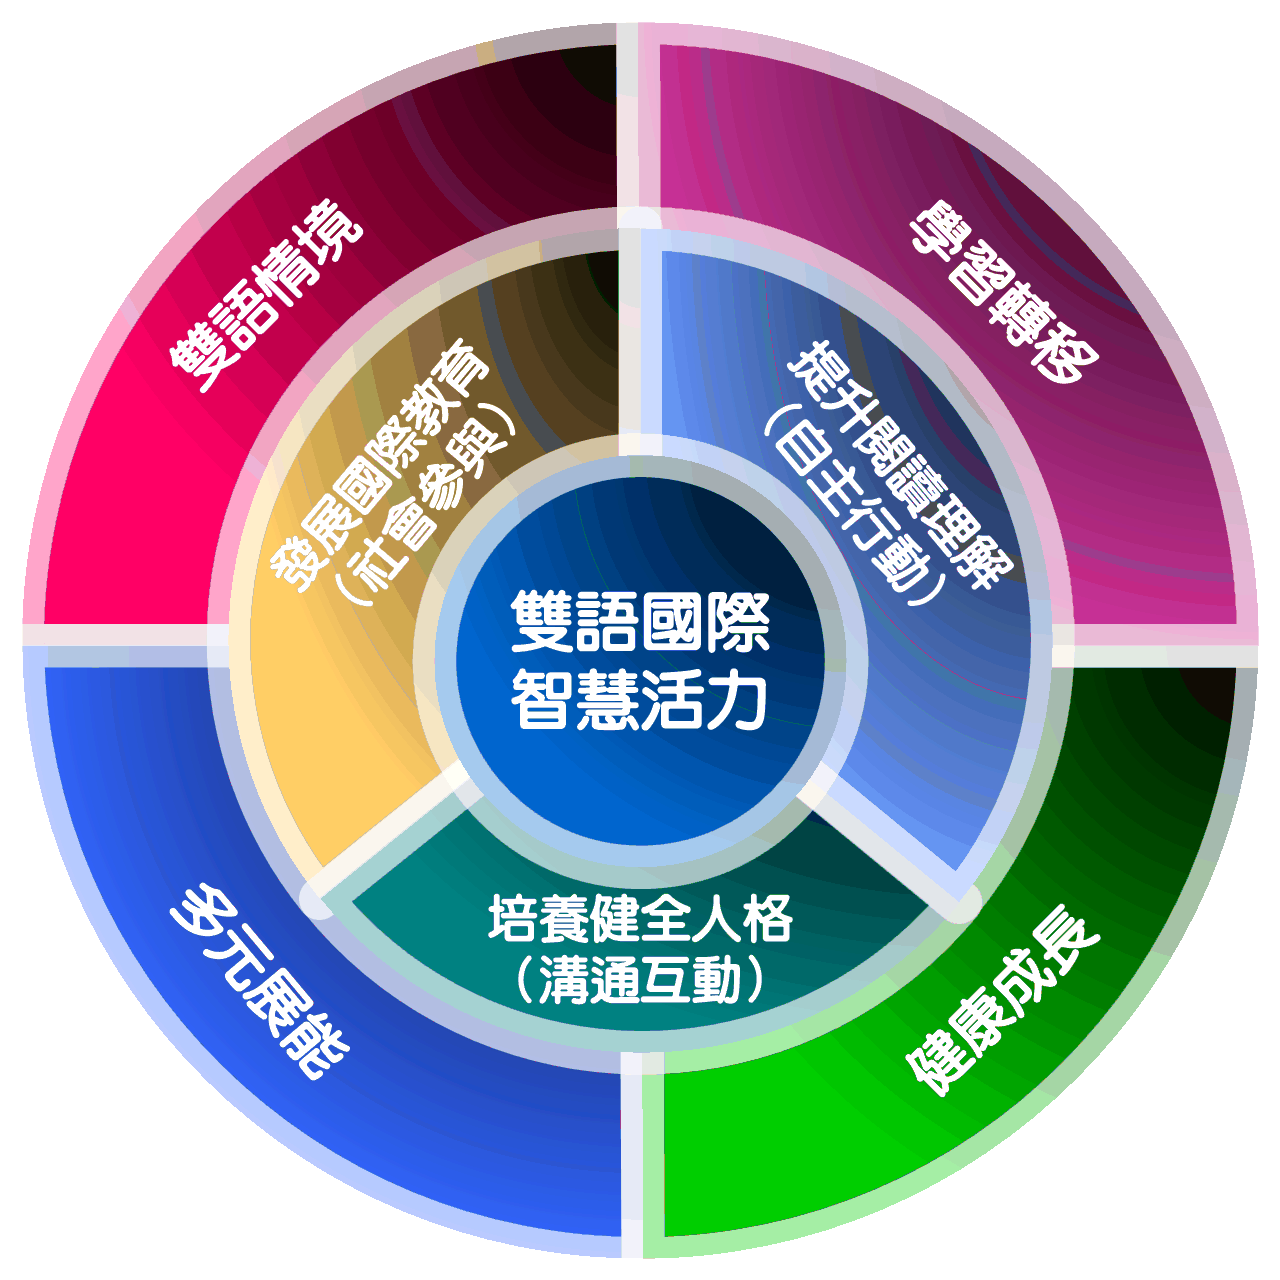 雙語情境
學習轉移
發展國際教育
（社會參與）
提升閱讀理解
（自主行動）
雙語國際
智慧活力
培養健全人格
（溝通互動）
多元展能
健康成長